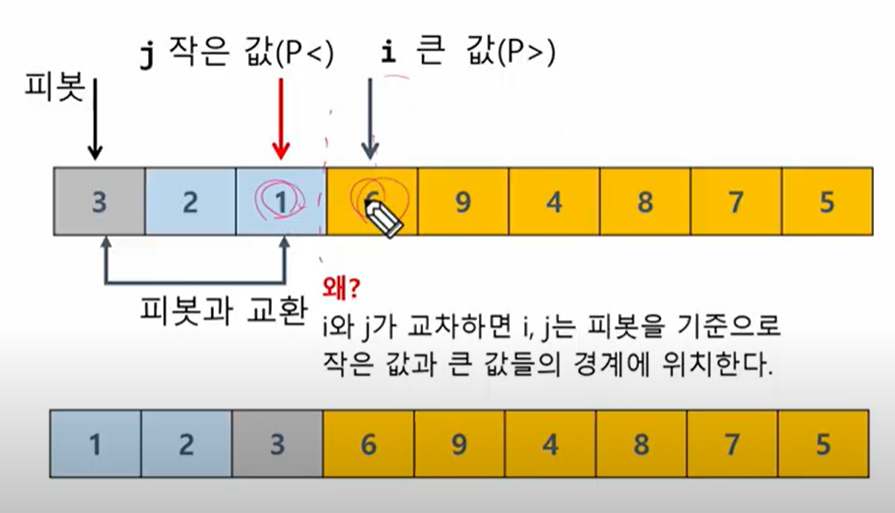 j 작은 값(P<) i 큰 값(P>)
피봇
3 2 1 6 9 4 8 7 5
피봇과 교환
왜?
i와 j가 교차하면 i, j는 피봇을 기준으로
작은 값과 큰 값들의 경계에 위치한다.
1 2 3 6 9 4 8 7 5